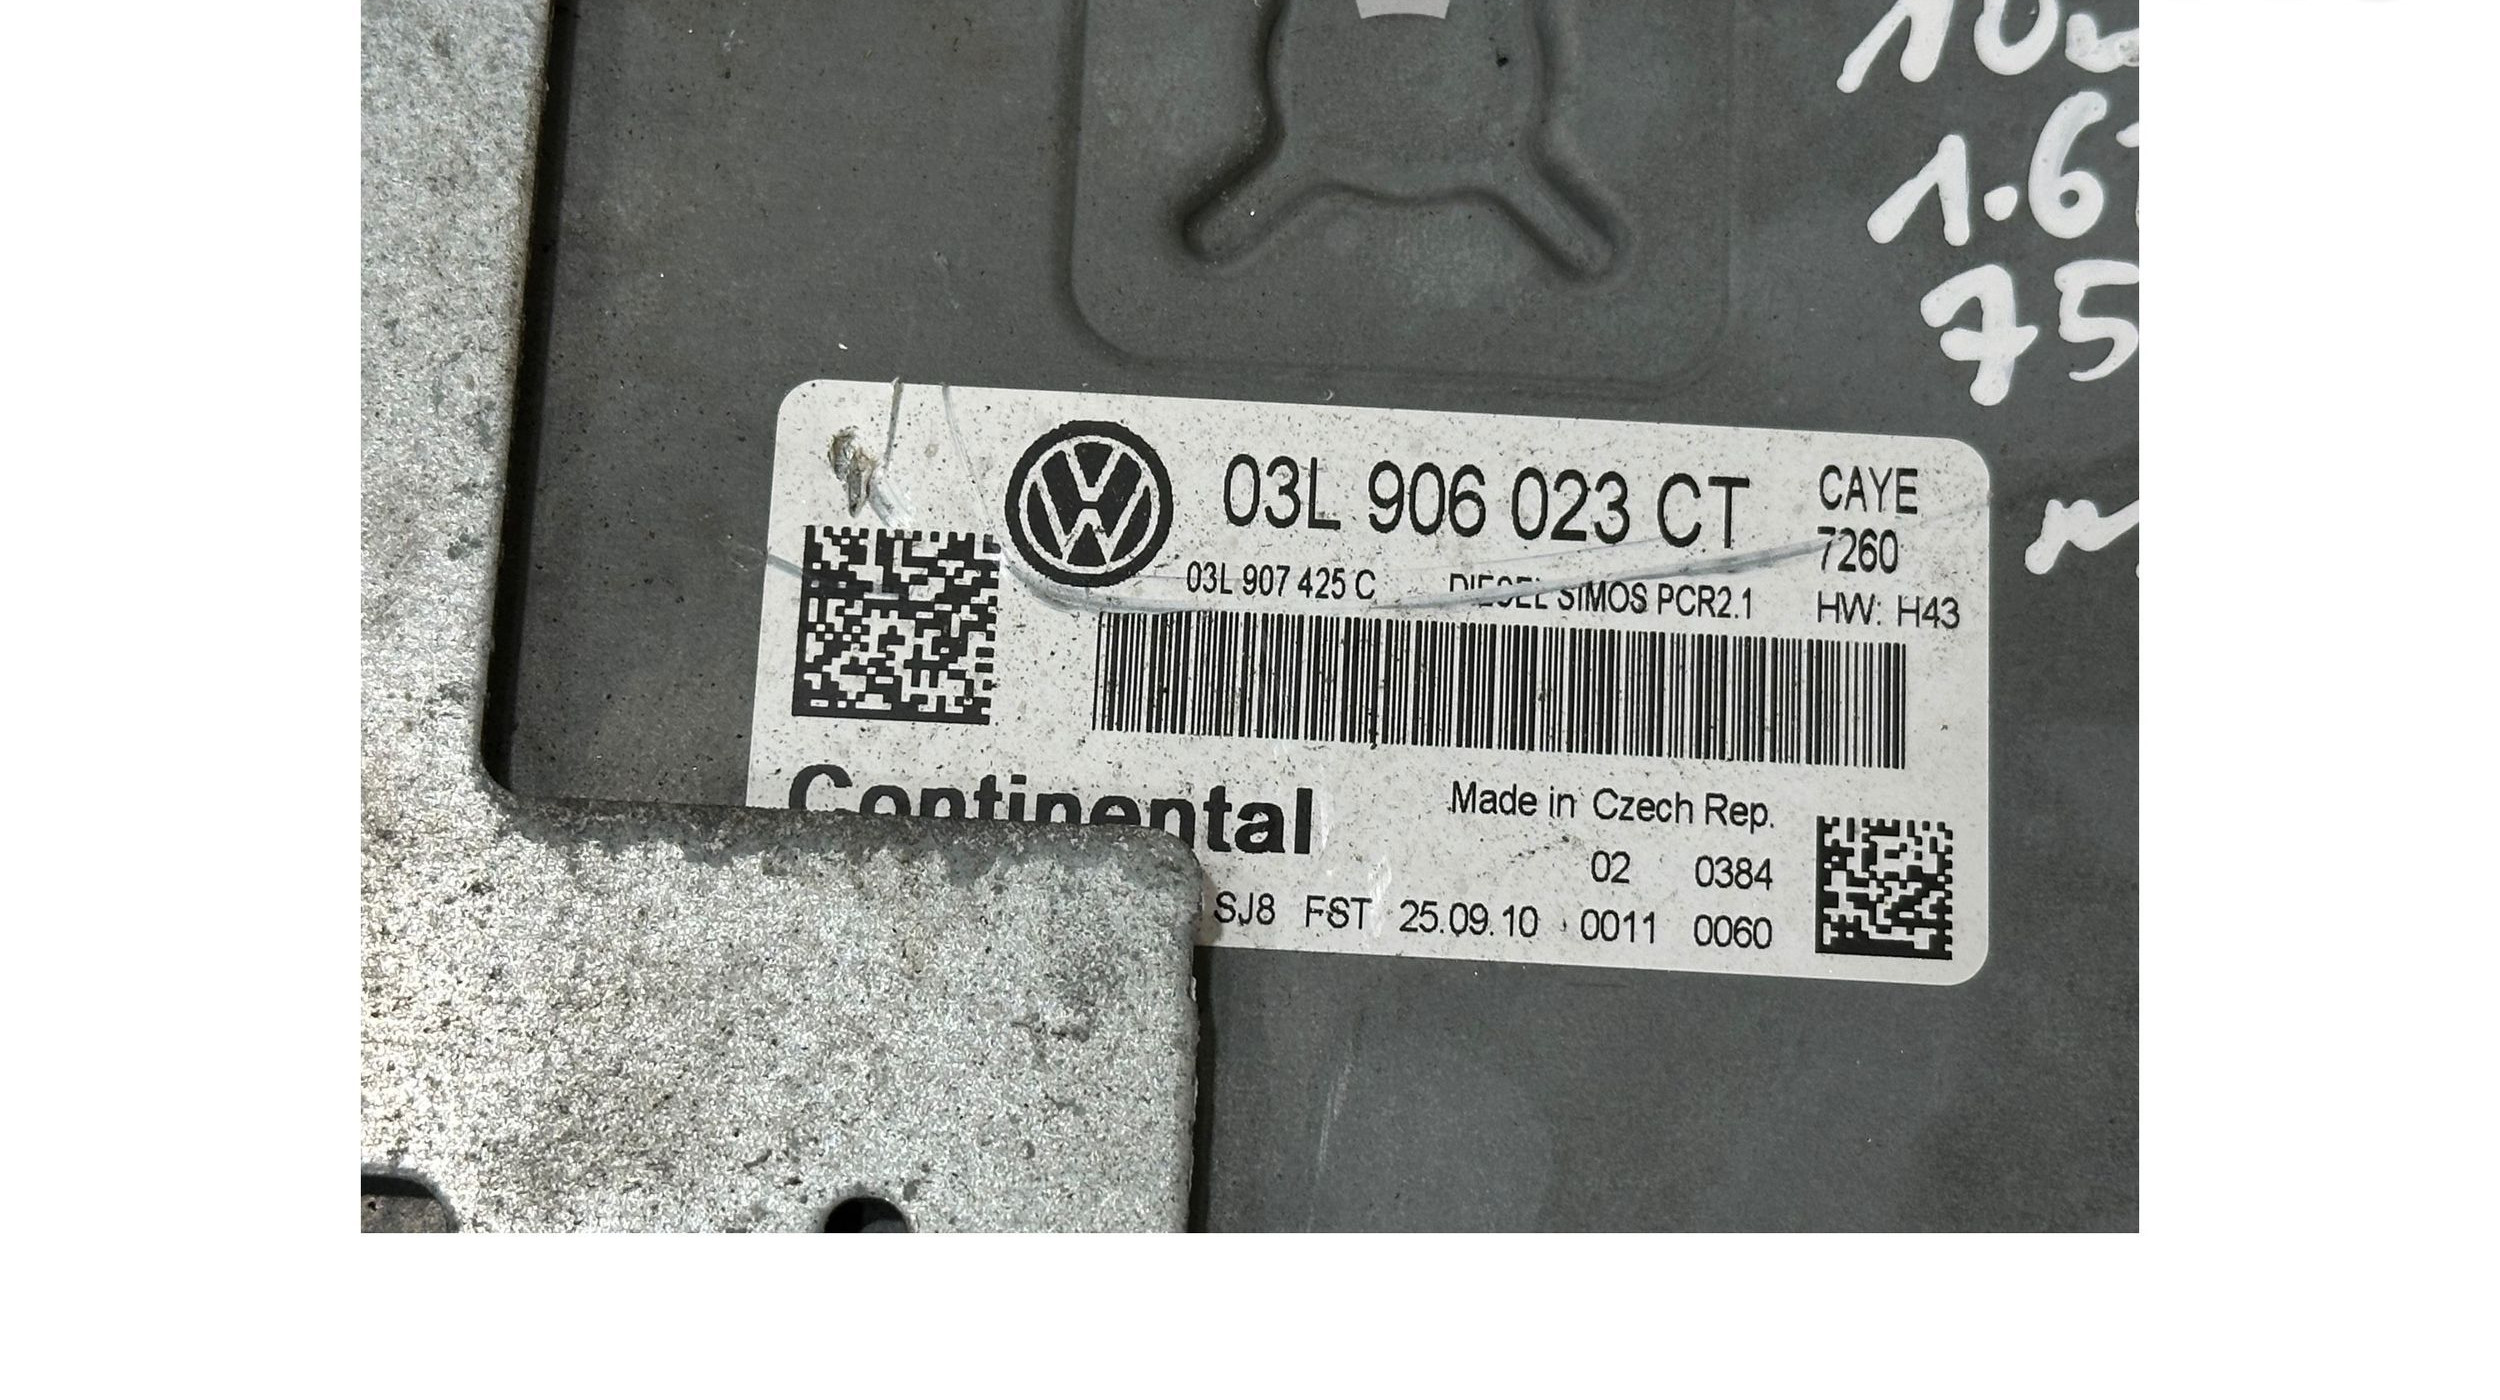 1.6
75
03L 906 023 CT
CAYE
7260
03L 907 425 C DIESEL SIMOS PCR2.1
HW: H43
Continental
Made in Czech Rep.
02 0384
SJ8 FST 25.09.10 0011 0060